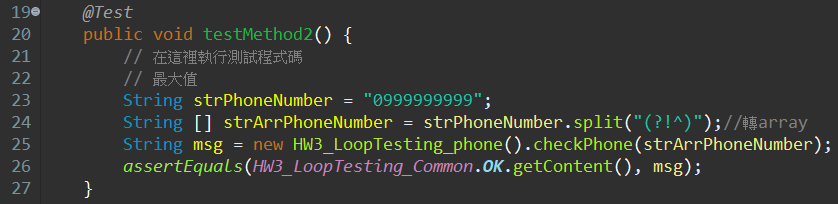 19 @Test
20 public void testMethod2() {
21 // 在這裡執行測試程式碼
22 // 最大值
23 String strPhoneNumber = "0999999999";
24 String [] strArrPhoneNumber = strPhoneNumber.split("(?!^)");//轉array
25 String msg = new HW3_LoopTesting_phone().checkPhone(strArrPhoneNumber);
26 assertEquals(HW3_LoopTesting_Common.OK.getContent(), msg);
27 }